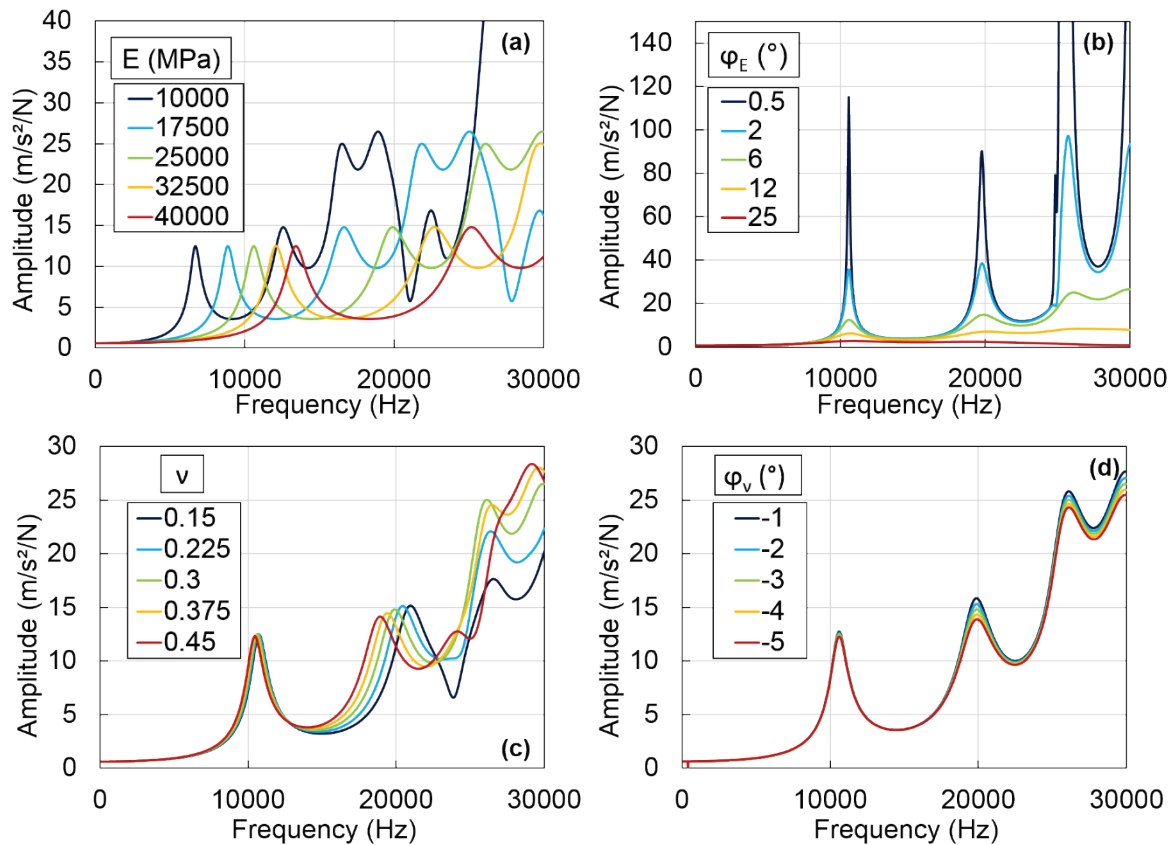 (a)
E (MPa)
10000
17500
25000
32500
40000
Amplitude (m/s²/N)
40
35
30
25
20
15
10
5
0
0 10000 20000 30000
Frequency (Hz)
(b)
φ_E (°)
0.5
2
6
12
25
Amplitude (m/s²/N)
140
120
100
80
60
40
20
0
0 10000 20000 30000
Frequency (Hz)
ν
0.15
0.225
0.3
0.375
0.45
(c)
Amplitude (m/s²/N)
30
25
20
15
10
5
0
0 10000 20000 30000
Frequency (Hz)
(d)
φ_ν (°)
-1
-2
-3
-4
-5
Amplitude (m/s²/N)
30
25
20
15
10
5
0
0 10000 20000 30000
Frequency (Hz)